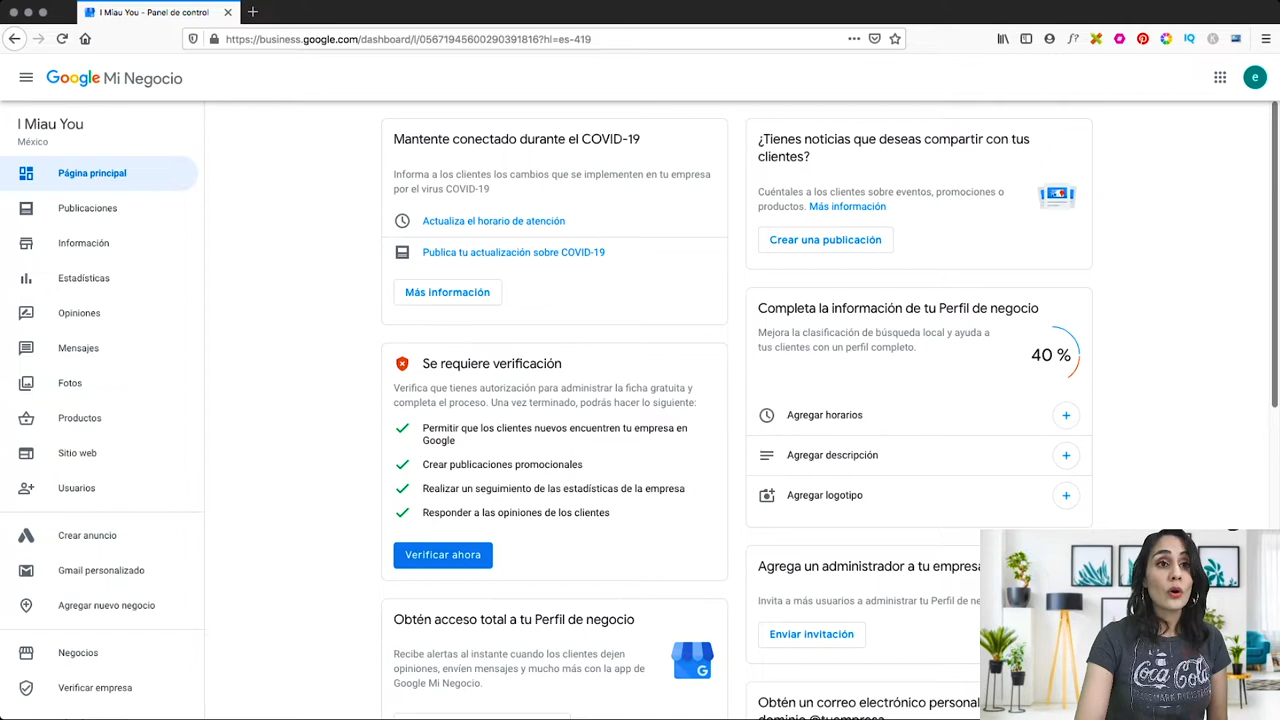 I Miau You - Panel de control
https://business.google.com/dashboard/l/05671945600290391816?hl=es-419
Google Mi Negocio
e
I Miau You
México
Página principal
Publicaciones
Información
Estadísticas
Opiniones
Mensajes
Fotos
Productos
Sitio web
Usuarios
Crear anuncio
Gmail personalizado
Agregar nuevo negocio
Negocios
Verificar empresa
Mantente conectado durante el COVID-19
Informa a los clientes los cambios que se implementen en tu empresa
por el virus COVID-19
Actualiza el horario de atención
Publica tu actualización sobre COVID-19
Más información
Se requiere verificación
Verifica que tienes autorización para administrar la ficha gratuita y
completa el proceso. Una vez terminado, podrás hacer lo siguiente:
Permitir que los clientes nuevos encuentren tu empresa en
Google
Crear publicaciones promocionales
Realizar un seguimiento de las estadísticas de la empresa
Responder a las opiniones de los clientes
Verificar ahora
Obtén acceso total a tu Perfil de negocio
Recibe alertas al instante cuando los clientes dejen
opiniones, envíen mensajes y mucho más con la app de
Google Mi Negocio.
G
¿Tienes noticias que deseas compartir con tus
clientes?
Cuéntales a los clientes sobre eventos, promociones o
productos. Más información
Crear una publicación
Completa la información de tu Perfil de negocio
Mejora la clasificación de búsqueda local y ayuda a
tus clientes con un perfil completo.
40 %
Agregar horarios
Agregar descripción
Agregar logotipo
Agrega un administrador a tu empresa
Invita a más usuarios a administrar tu Perfil de ne
Enviar invitación
Obtén un correo electrónico personal
dominio @tuempresa
Coca Cola
TRADE MARK REGISTERED